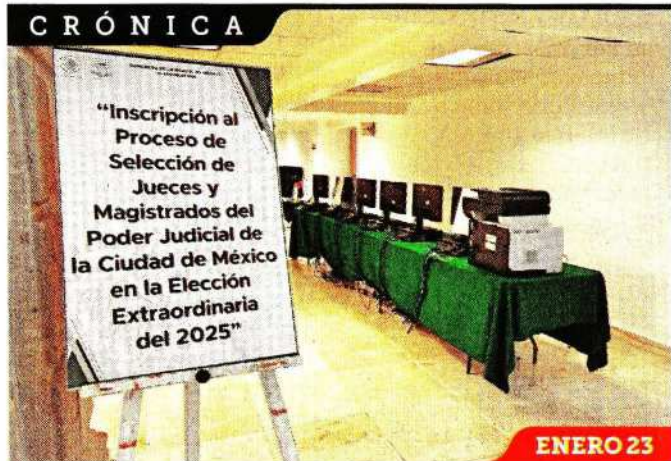 CRÓNICA
“Inscripción al
Proceso de
Selección de
Jueces y
Magistrados del
Poder Judicial de
la Ciudad de México
en la Elección
Extraordinaria
del 2025”
ENERO 23